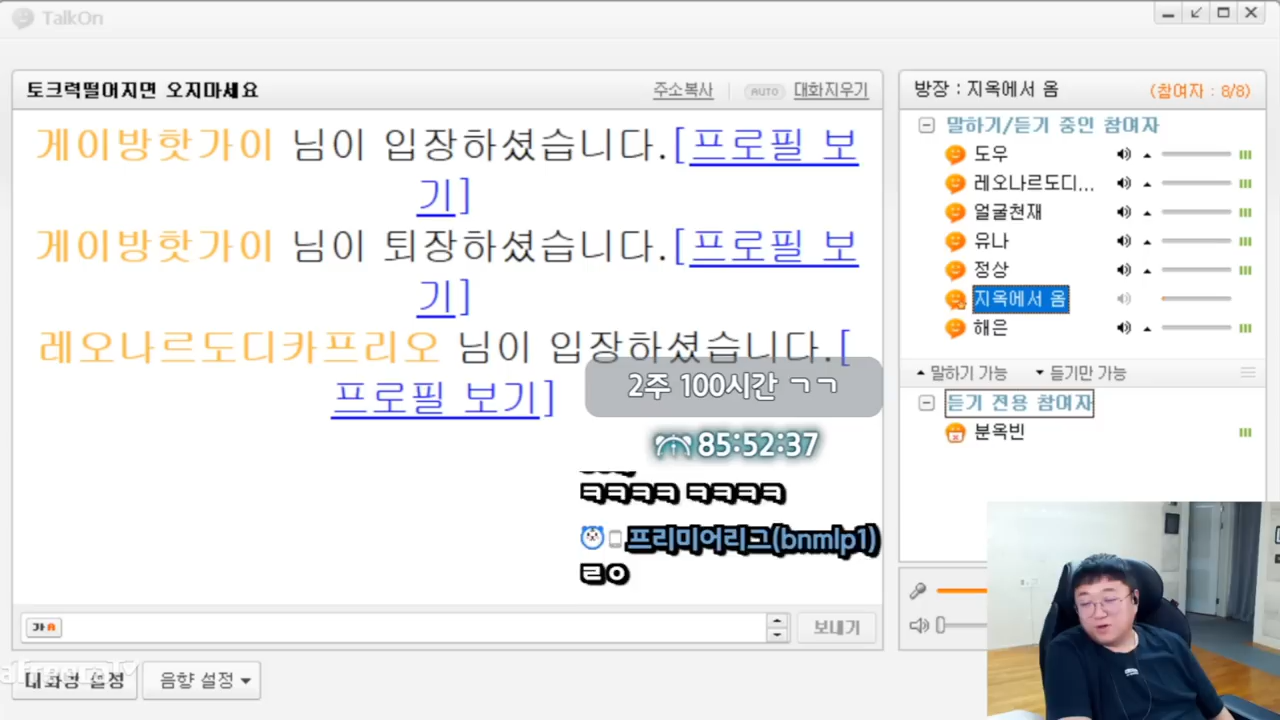 TalkOn
토크력떨어지면 오지마세요
주소복사
AUTO
대화지우기
게이방핫가이 님이 입장하셨습니다.[프로필 보
기]
게이방핫가이 님이 퇴장하셨습니다.[프로필 보
기]
레오나르도디카프리오 님이 입장하셨습니다.[
프로필 보기]
2주 100시간 ㄱㄱ
85:52:37
ㅋㅋㅋㅋ ㅋㅋㅋㅋ
프리미어리그(bnmlp1)
ㄹㅇ
가
보내기
대화창 설정
음향 설정
afreecaTV
방장 : 지옥에서 옴
(참여자 : 8/8)
말하기/듣기 중인 참여자
도우
레오나르도디...
얼굴천재
유나
정상
지옥에서 옴
해은
말하기 가능
듣기만 가능
듣기 전용 참여자
분옥빈